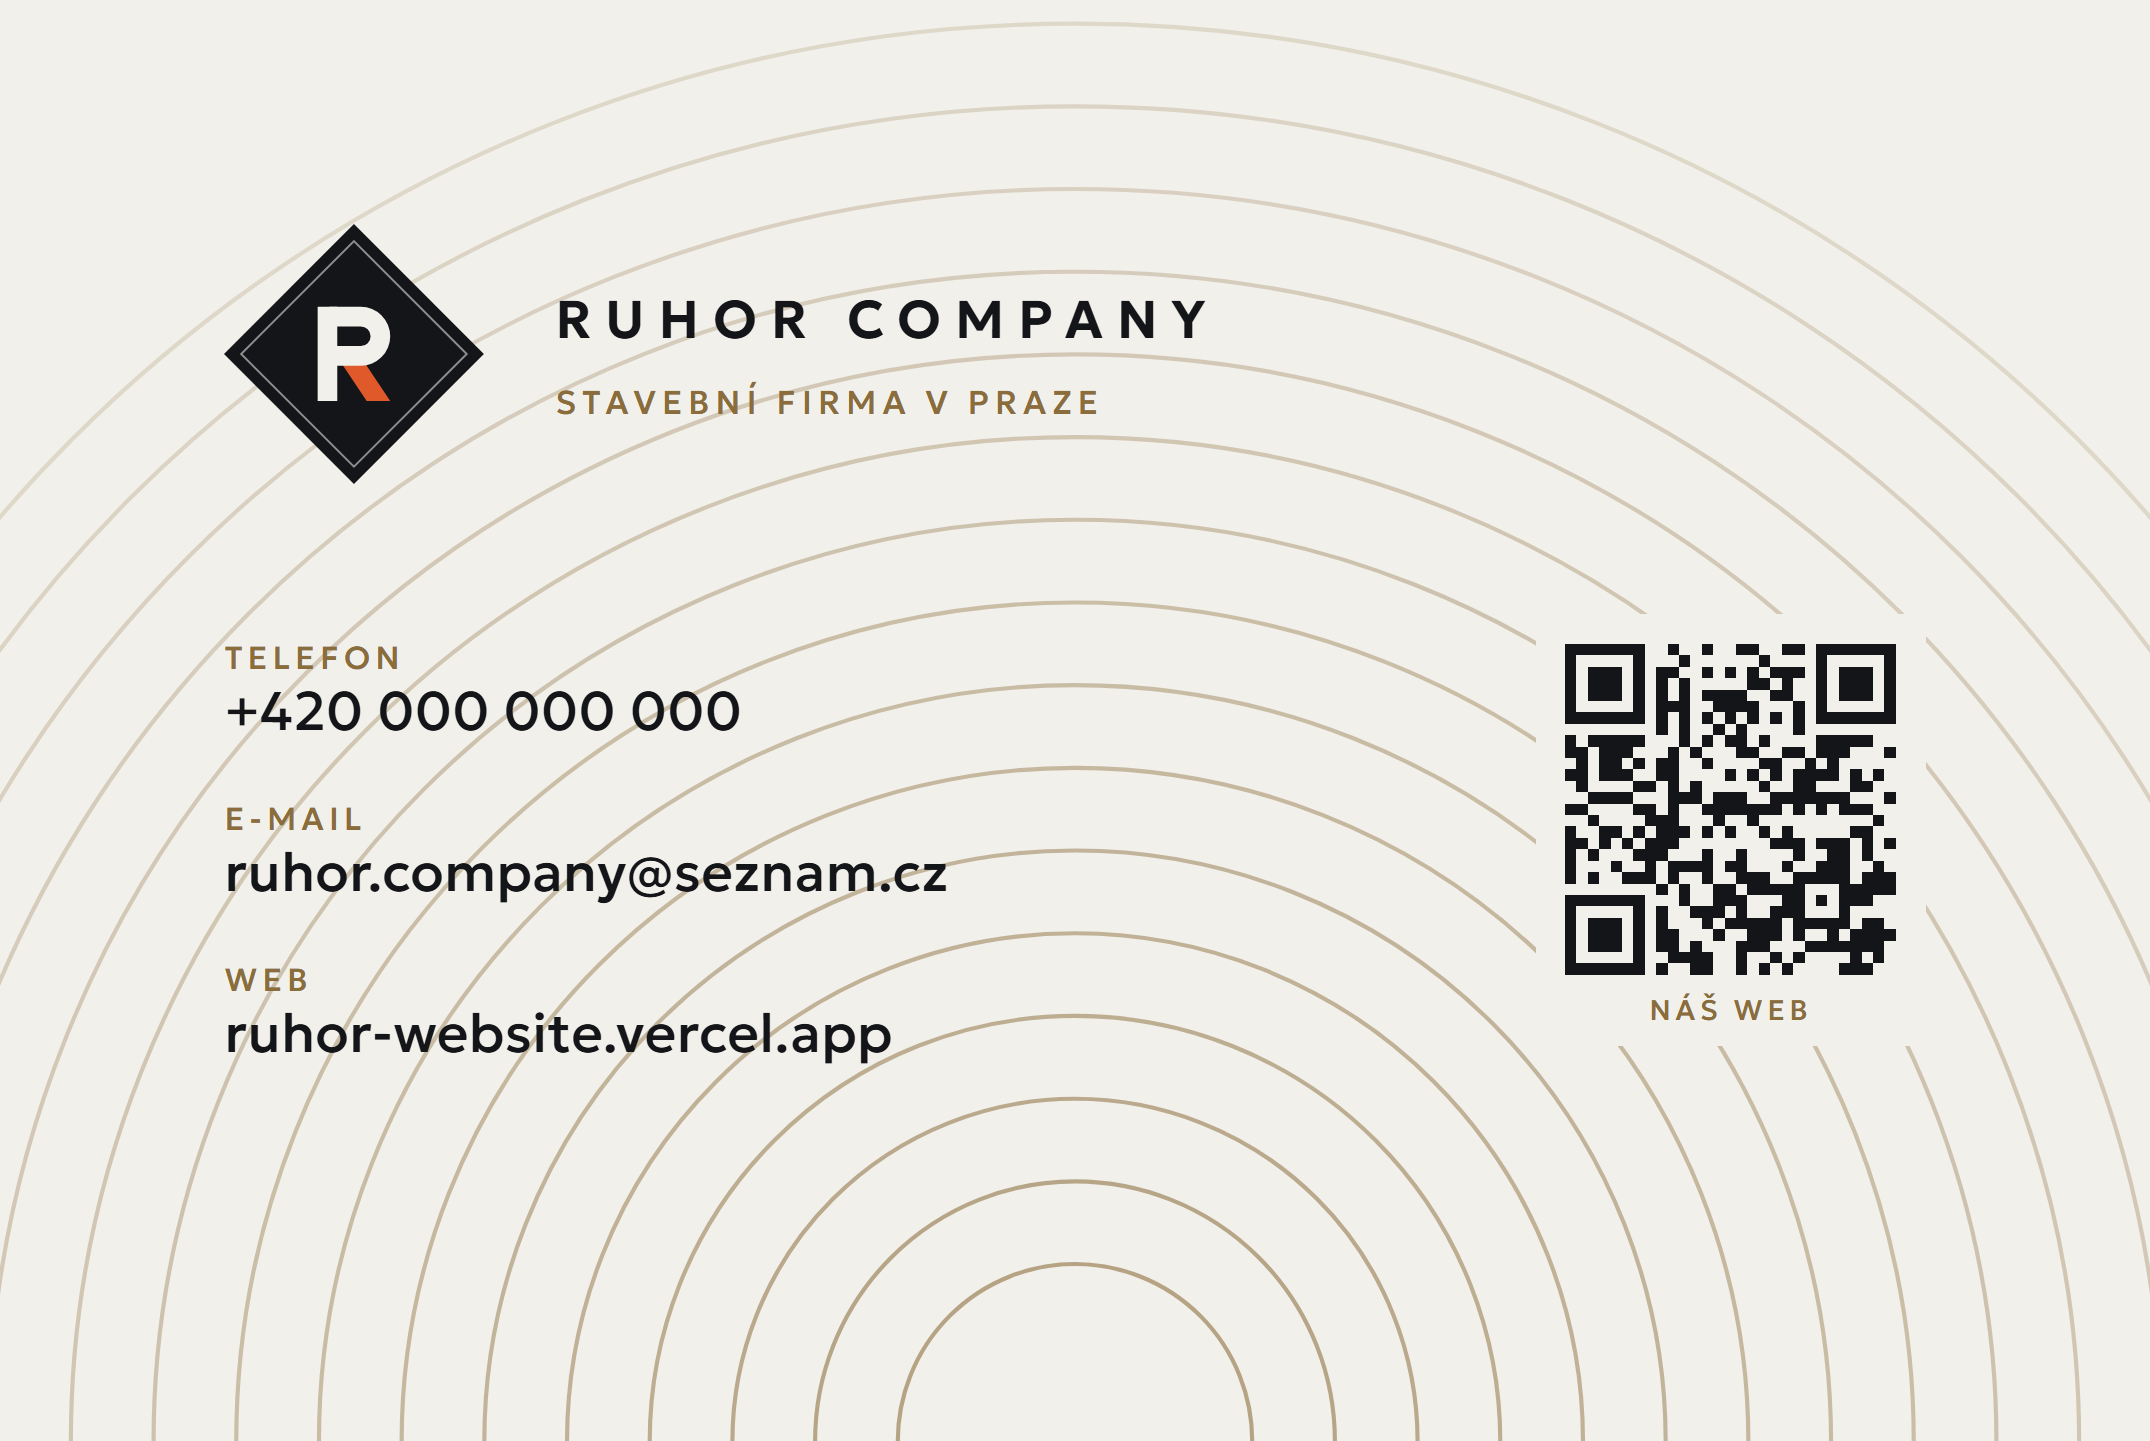 R
RUHOR COMPANY
STAVEBNÍ FIRMA V PRAZE
TELEFON
+420 000 000 000
E-MAIL
ruhor.company@seznam.cz
WEB
ruhor-website.vercel.app
NÁŠ WEB